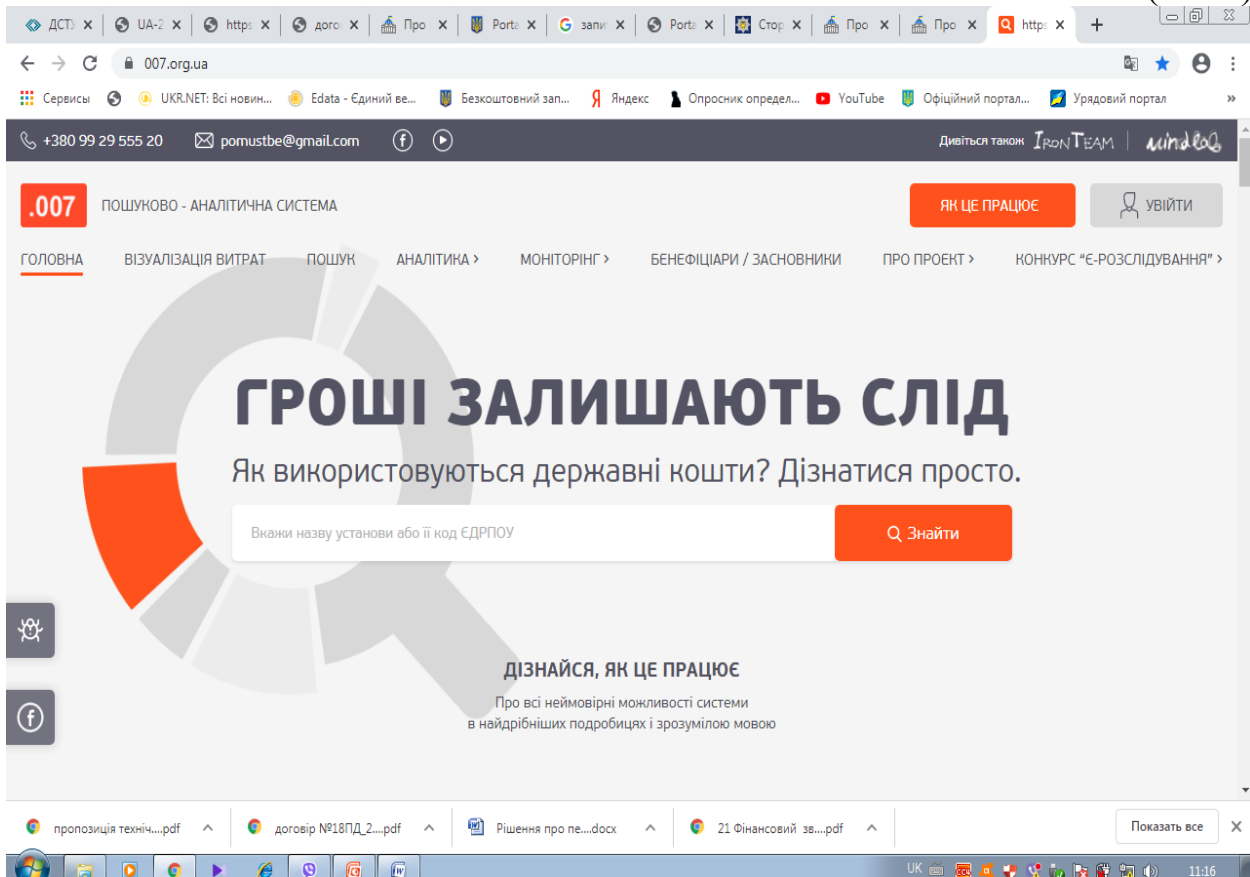 ДСТУ
UA-2
https
дого
Про
Porta
запи
Porta
Стор
Про
Про
https
007.org.ua
Сервисы
UKR.NET: Всі новин...
Edata - Єдиний ве...
Безкоштовний зап...
Яндекс
Опросник определ...
YouTube
Офіційний портал...
Урядовий портал
»
+380 99 29 555 20
pomustbe@gmail.com
Дивіться також IRONTEAM
mindlab
.007 ПОШУКОВО - АНАЛІТИЧНА СИСТЕМА
ЯК ЦЕ ПРАЦЮЄ
УВІЙТИ
ГОЛОВНА
ВІЗУАЛІЗАЦІЯ ВИТРАТ
ПОШУК
АНАЛІТИКА >
МОНІТОРІНГ >
БЕНЕФІЦІАРИ / ЗАСНОВНИКИ
ПРО ПРОЕКТ >
КОНКУРС “Є-РОЗСЛІДУВАННЯ” >
ГРОШІ ЗАЛИШАЮТЬ СЛІД
Як використовуються державні кошти? Дізнатися просто.
Вкажи назву установи або її код ЄДРПОУ
Знайти
ДІЗНАЙСЯ, ЯК ЦЕ ПРАЦЮЄ
Про всі неймовірні можливості системи
в найдрібніших подробицях і зрозумілою мовою
пропозиція техніч....pdf
договір №18ПД_2....pdf
Рішення про пе....docx
21 Фінансовий зв....pdf
Показать все
UK
11:16